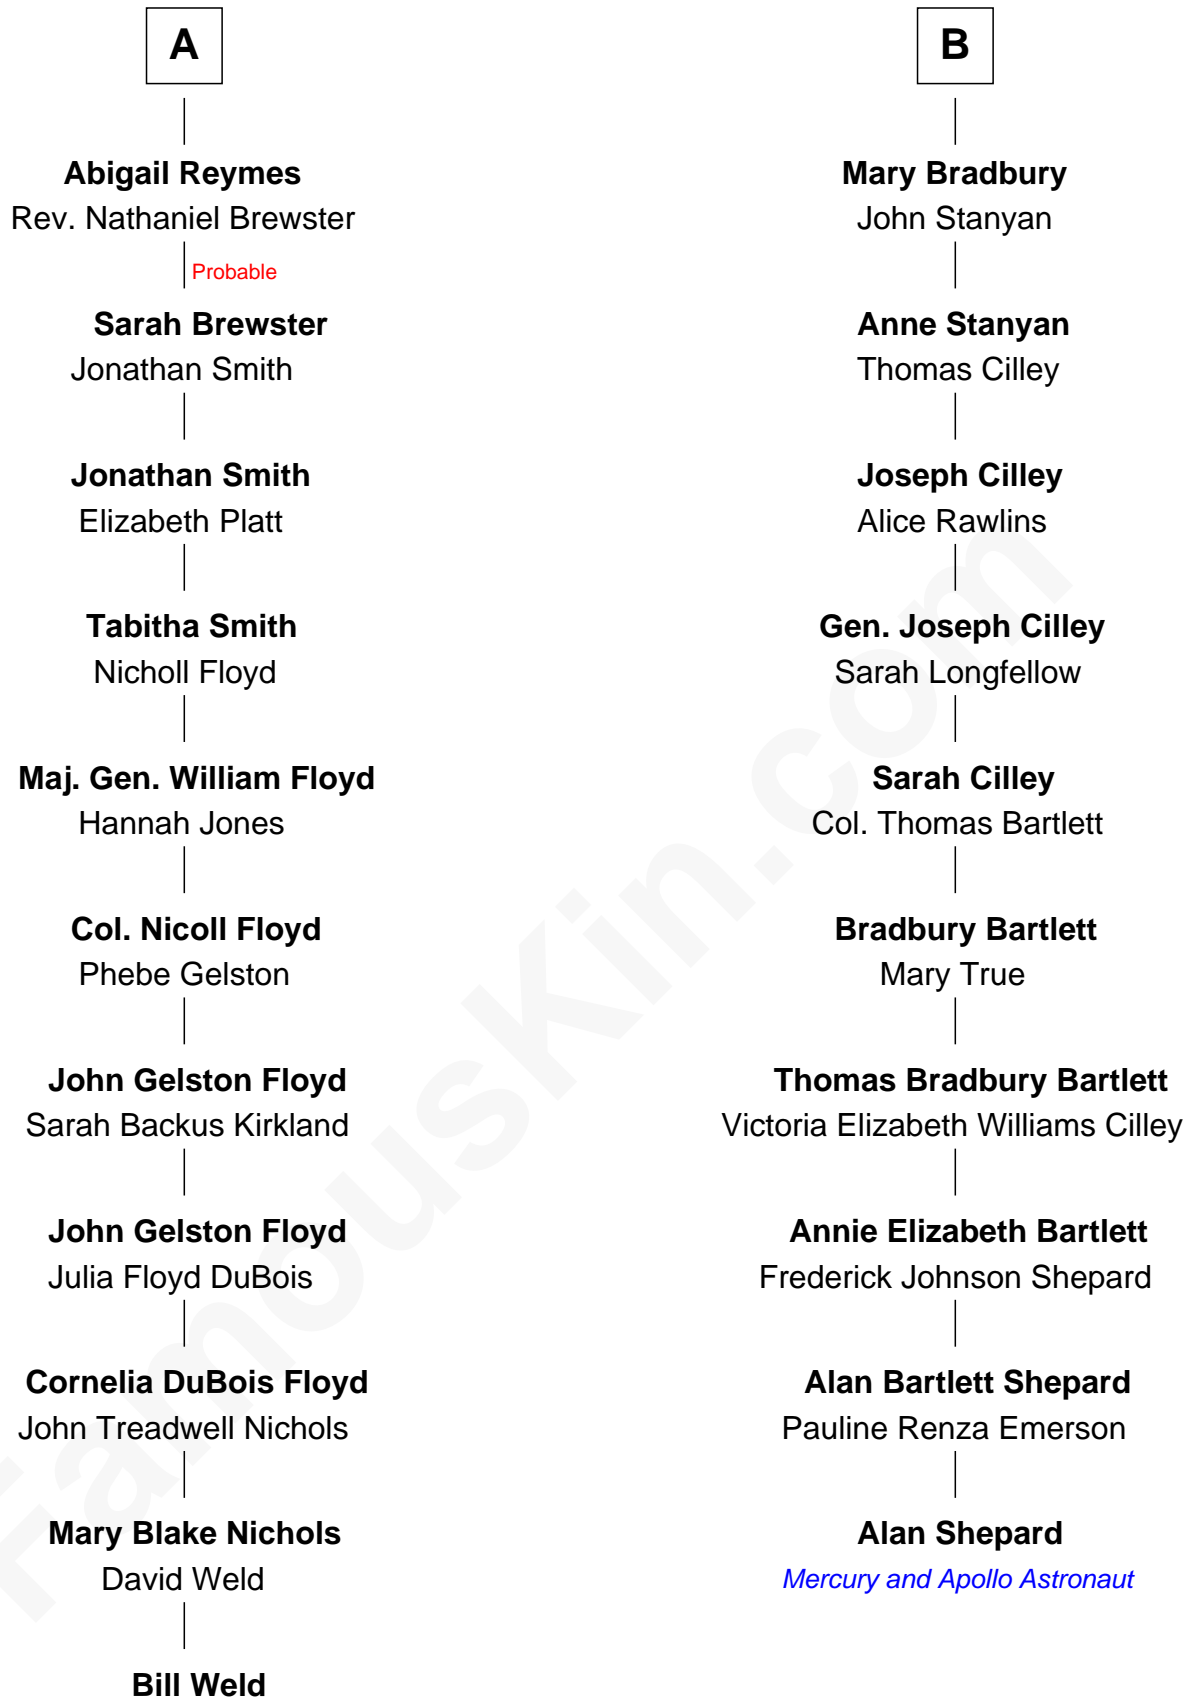 A
Abigail Reymes
Rev. Nathaniel Brewster
Probable
Sarah Brewster
Jonathan Smith
Jonathan Smith
Elizabeth Platt
Tabitha Smith
Nicholl Floyd
Maj. Gen. William Floyd
Hannah Jones
Col. Nicoll Floyd
Phebe Gelston
John Gelston Floyd
Sarah Backus Kirkland
John Gelston Floyd
Julia Floyd DuBois
Cornelia DuBois Floyd
John Treadwell Nichols
Mary Blake Nichols
David Weld
Bill Weld
B
Mary Bradbury
John Stanyan
Anne Stanyan
Thomas Cilley
Joseph Cilley
Alice Rawlins
Gen. Joseph Cilley
Sarah Longfellow
Sarah Cilley
Col. Thomas Bartlett
Bradbury Bartlett
Mary True
Thomas Bradbury Bartlett
Victoria Elizabeth Williams Cilley
Annie Elizabeth Bartlett
Frederick Johnson Shepard
Alan Bartlett Shepard
Pauline Renza Emerson
Alan Shepard
Mercury and Apollo Astronaut
FamousKin.com